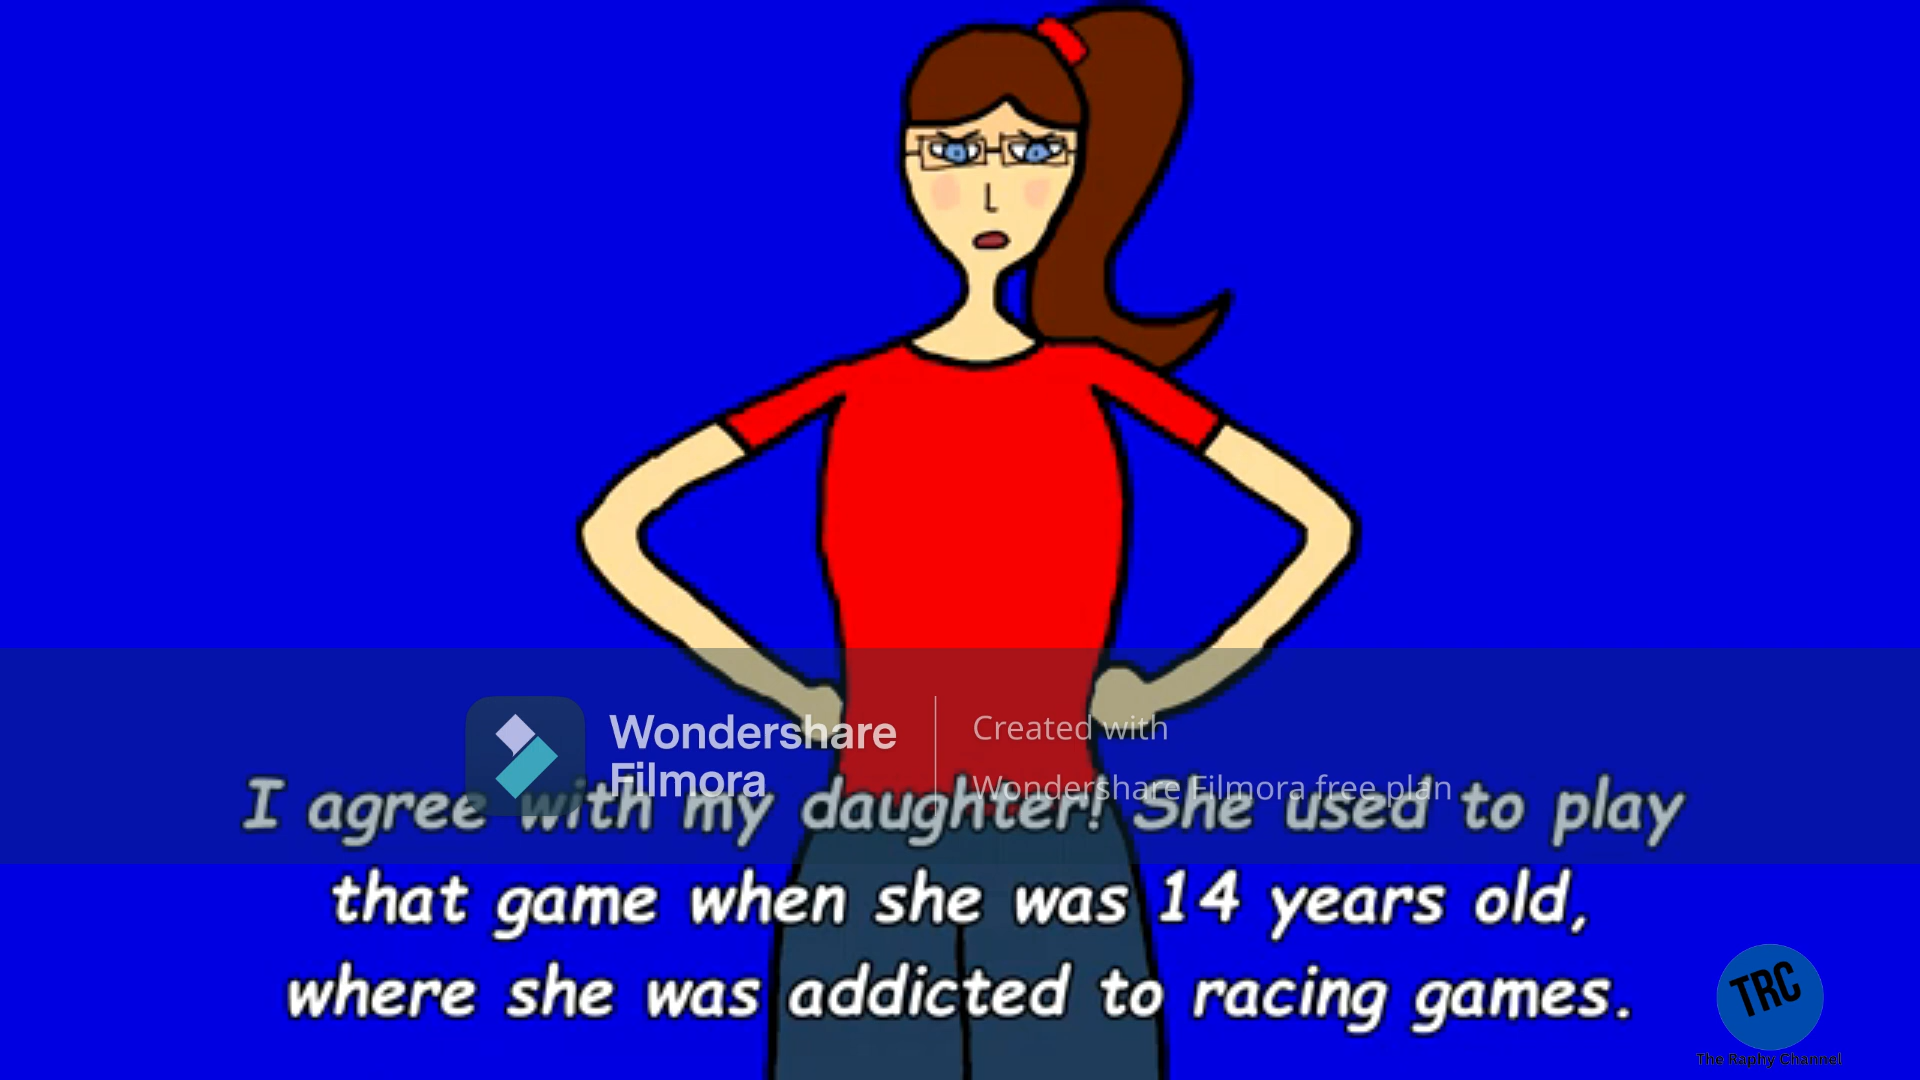 Wondershare
Filmora
Created with
Wondershare Filmora free plan
I agree with my daughter! She used to play
that game when she was 14 years old,
where she was addicted to racing games.
TRC
The Raphy Channel